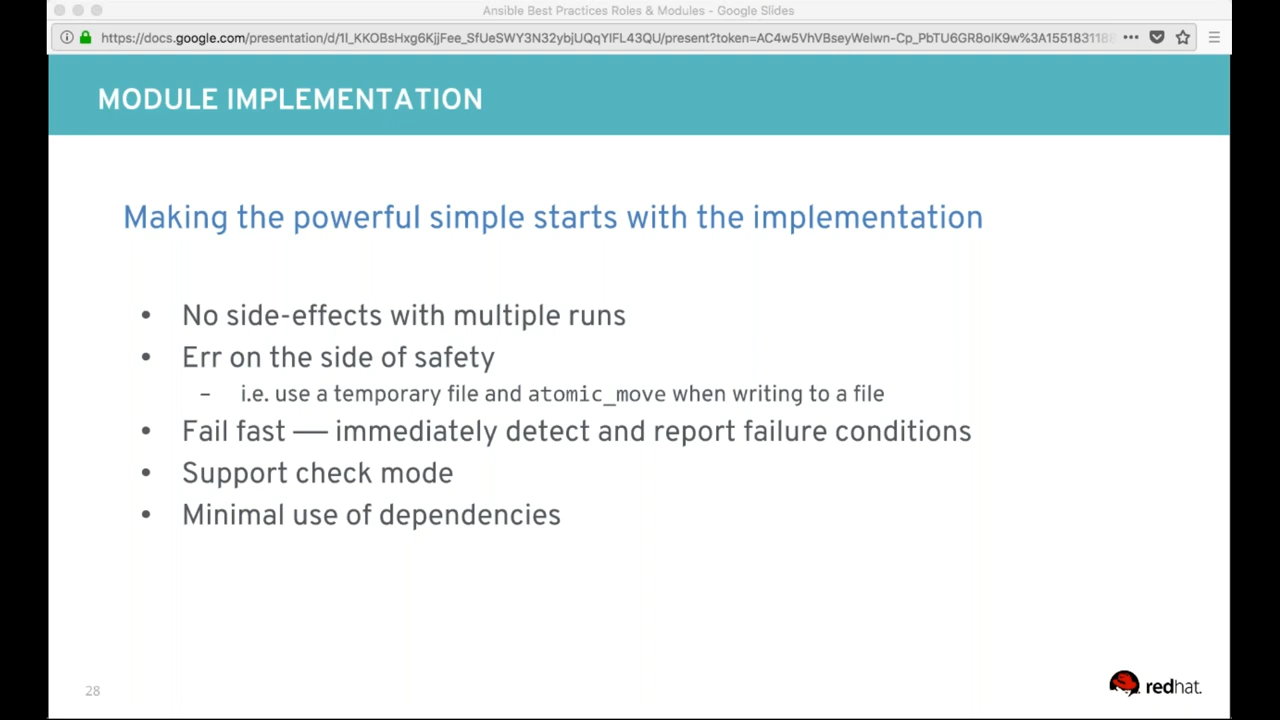 Ansible Best Practices Roles & Modules - Google Slides
MODULE IMPLEMENTATION
Making the powerful simple starts with the implementation
• No side-effects with multiple runs
• Err on the side of safety
– i.e. use a temporary file and atomic_move when writing to a file
• Fail fast — immediately detect and report failure conditions
• Support check mode
• Minimal use of dependencies
28
redhat.